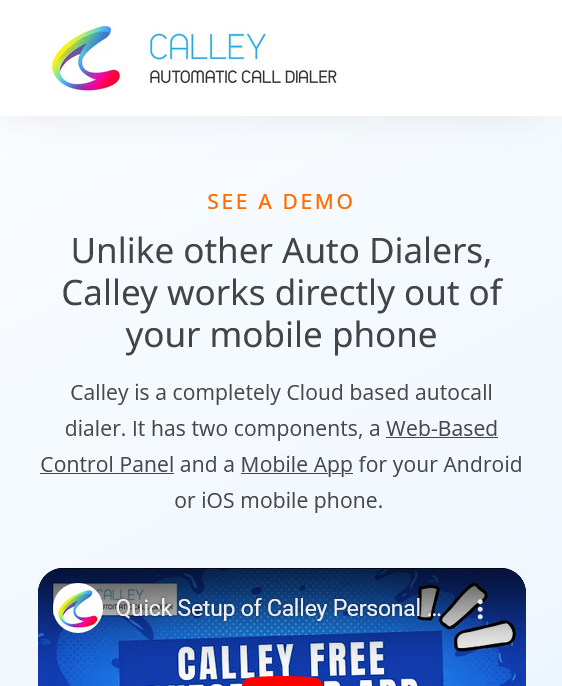 CALLEY
AUTOMATIC CALL DIALER
SEE A DEMO
Unlike other Auto Dialers,
Calley works directly out of
your mobile phone
Calley is a completely Cloud based autocall
dialer. It has two components, a Web-Based
Control Panel and a Mobile App for your Android
or iOS mobile phone.
Quick Setup of Calley Personal ...
CALLEY FREE